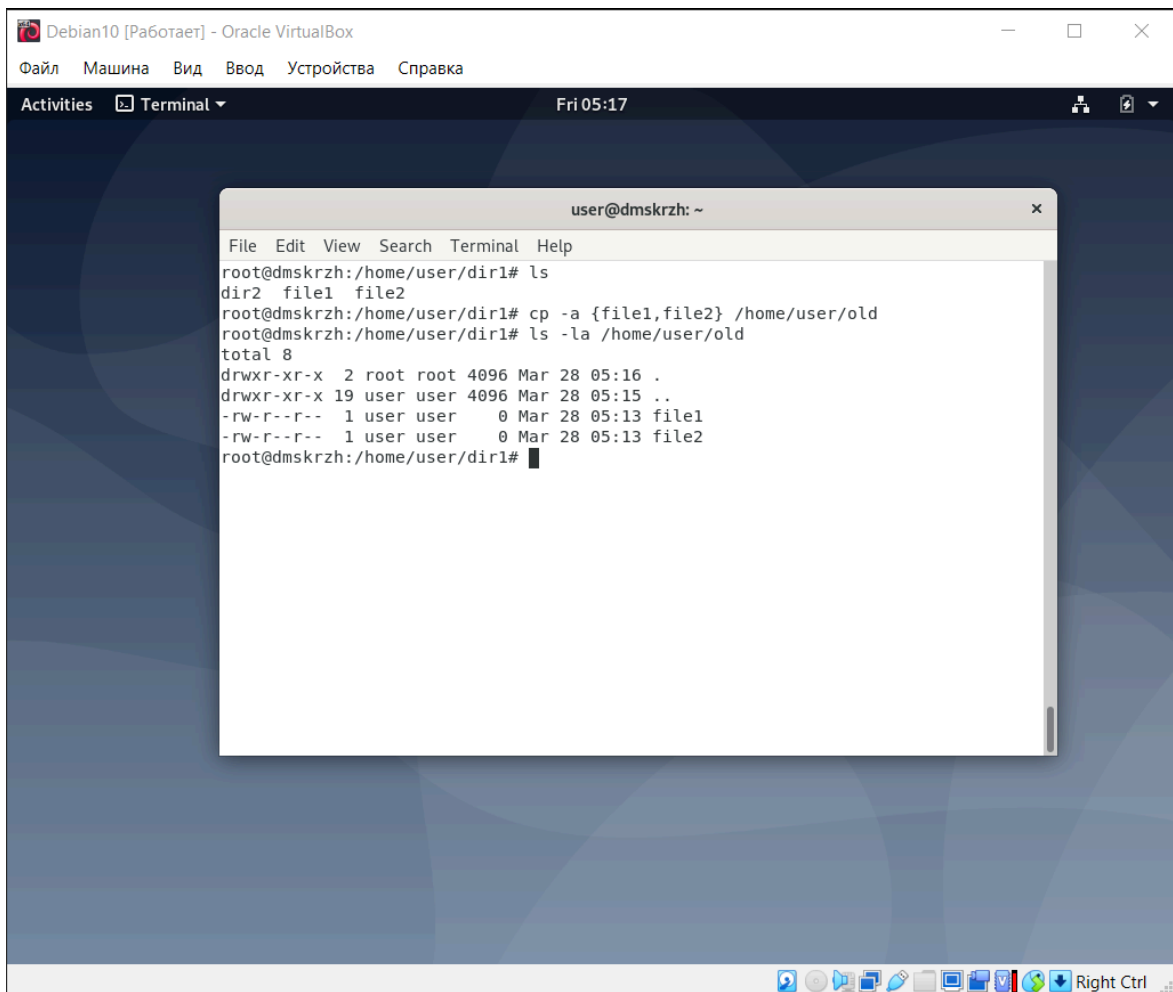 Debian10 [Работает] - Oracle VirtualBox
Файл Машина Вид Ввод Устройства Справка
Activities Terminal Fri 05:17
user@dmskrzh: ~
File Edit View Search Terminal Help
root@dmskrzh:/home/user/dir1# ls
dir2  file1  file2
root@dmskrzh:/home/user/dir1# cp -a {file1,file2} /home/user/old
root@dmskrzh:/home/user/dir1# ls -la /home/user/old
total 8
drwxr-xr-x  2 root root 4096 Mar 28 05:16 .
drwxr-xr-x 19 user user 4096 Mar 28 05:15 ..
-rw-r--r--  1 user user    0 Mar 28 05:13 file1
-rw-r--r--  1 user user    0 Mar 28 05:13 file2
root@dmskrzh:/home/user/dir1#
Right Ctrl